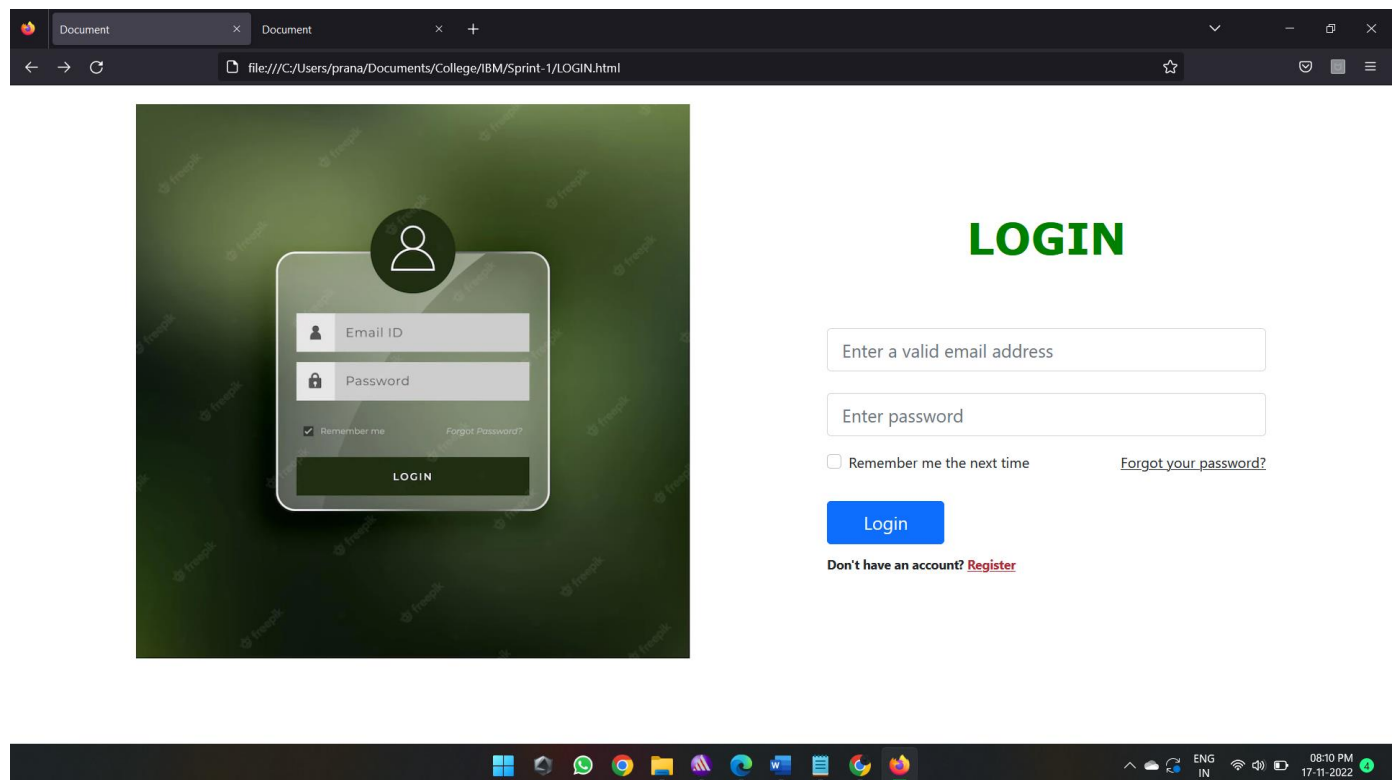 Document
Document
file:///C:/Users/prana/Documents/College/IBM/Sprint-1/LOGIN.html
freepik
Email ID
Password
Remember me Forgot Password?
LOGIN
LOGIN
Enter a valid email address
Enter password
Remember me the next time Forgot your password?
Login
Don't have an account? Register
ENG
IN
08:10 PM
17-11-2022
4